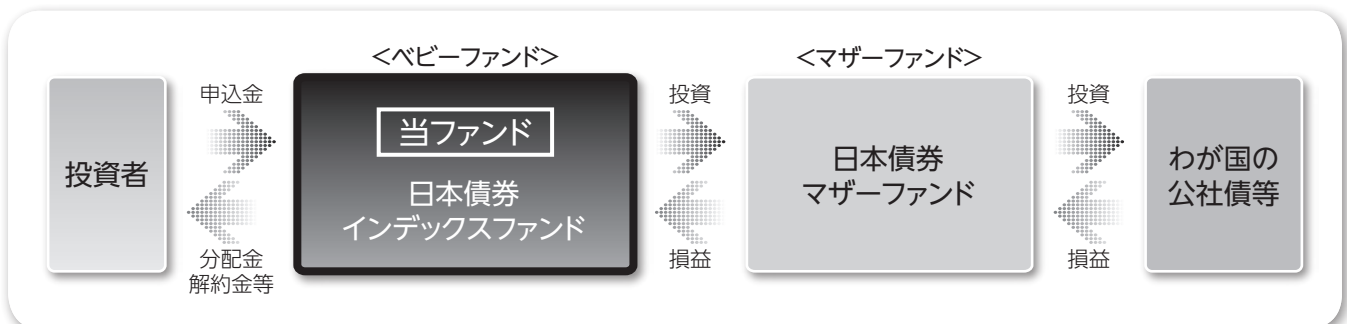 <ベビーファンド>
<マザーファンド>
投資者
申込金
分配金
解約金等
当ファンド
日本債券
インデックスファンド
投資
損益
日本債券
マザーファンド
投資
損益
わが国の
公社債等